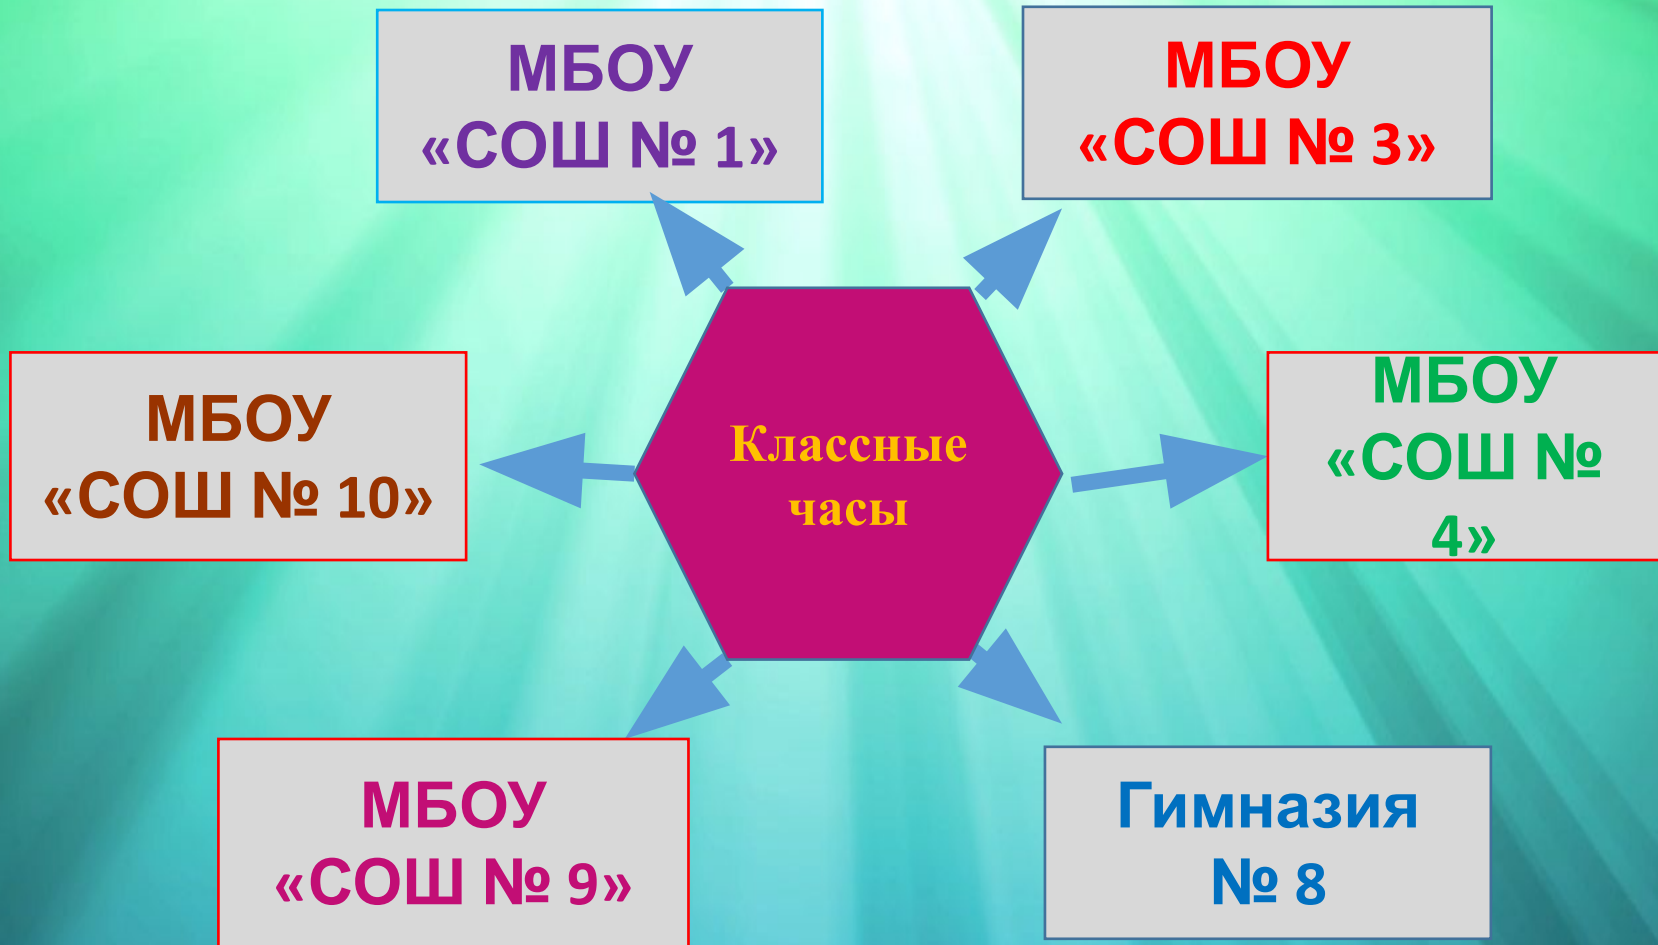 МБОУ
«СОШ № 1»
МБОУ
«СОШ № 3»
МБОУ
«СОШ № 10»
Классные
часы
МБОУ
«СОШ №
4»
МБОУ
«СОШ № 9»
Гимназия
№ 8